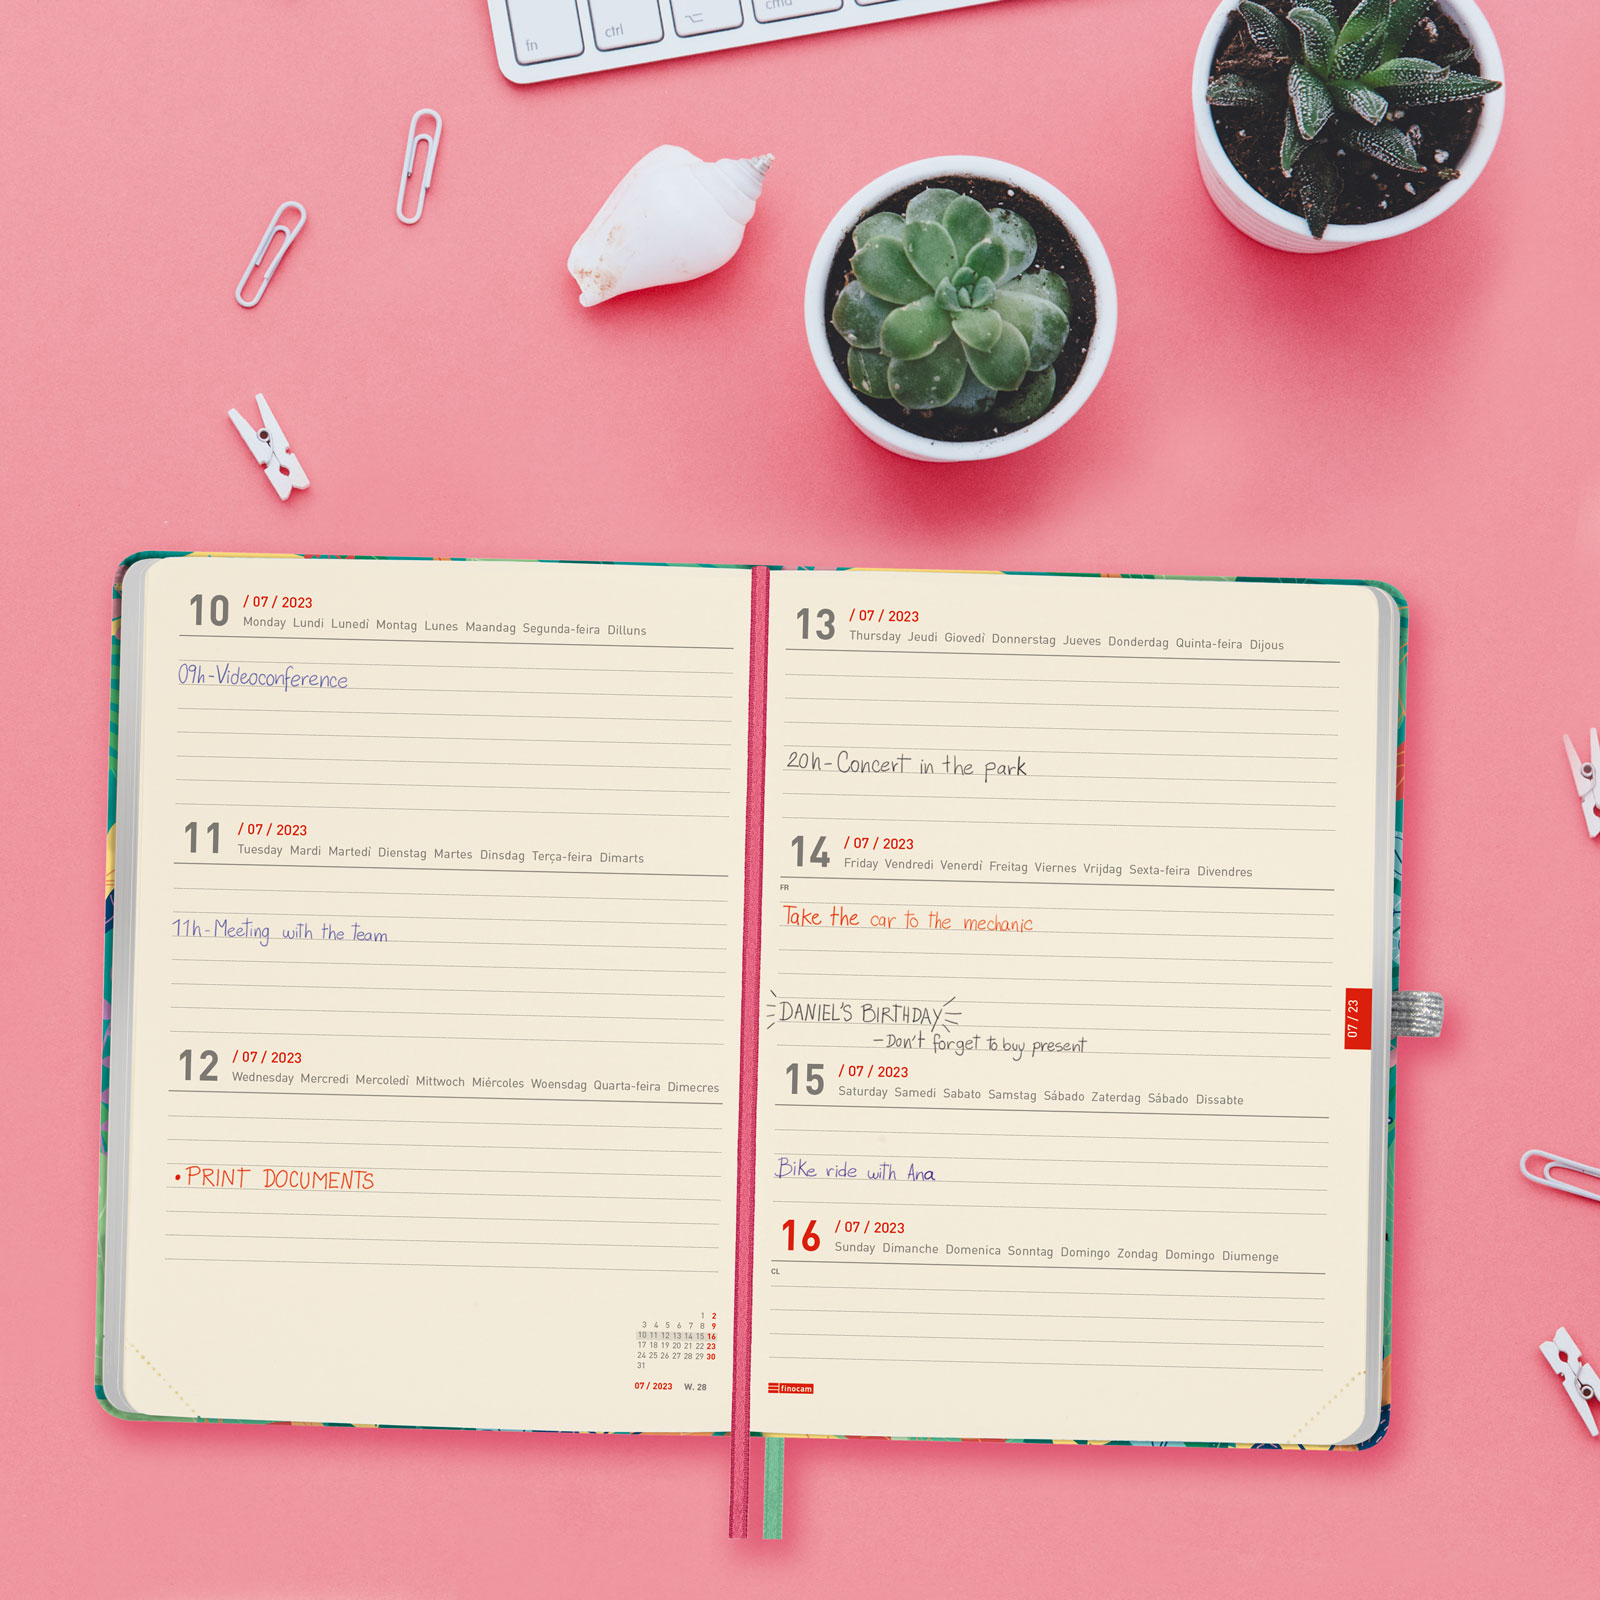 fn ctrl ⌥ cmd
10 / 07 / 2023
Monday Lundi Lunedì Montag Lunes Maandag Segunda-feira Dilluns
09h-Videoconference
11 / 07 / 2023
Tuesday Mardi Martedì Dienstag Martes Dinsdag Terça-feira Dimarts
11h-Meeting with the team
12 / 07 / 2023
Wednesday Mercredi Mercoledì Mittwoch Miércoles Woensdag Quarta-feira Dimecres
• PRINT DOCUMENTS
1 2
3 4 5 6 7 8 9
10 11 12 13 14 15 16
17 18 19 20 21 22 23
24 25 26 27 28 29 30
31
07 / 2023 W. 28
13 / 07 / 2023
Thursday Jeudi Giovedì Donnerstag Jueves Donderdag Quinta-feira Dijous
20h-Concert in the park
14 / 07 / 2023
Friday Vendredi Venerdì Freitag Viernes Vrijdag Sexta-feira Divendres
FR
Take the car to the mechanic
DANIEL'S BIRTHDAY
-Don't forget to buy present
07 / 23
15 / 07 / 2023
Saturday Samedi Sabato Samstag Sábado Zaterdag Sábado Dissabte
Bike ride with Ana
16 / 07 / 2023
Sunday Dimanche Domenica Sonntag Domingo Zondag Domingo Diumenge
CL
finocam